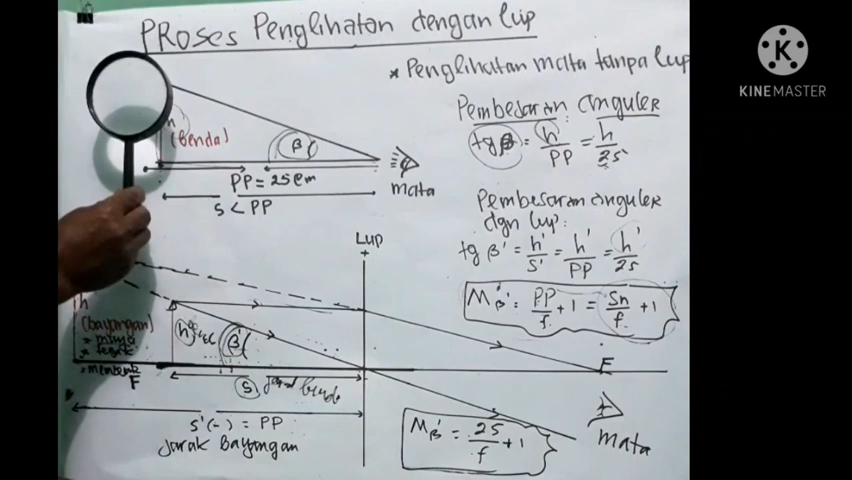 PRoses Penglihatan dengan lup
* Penglihatan mata tanpa lup
K
KINEMASTER
Pembesaran anguler
tg β = h/PP = h/25
h
(Benda)
β
PP = 25 cm
mata
S < PP
Pembesaran anguler
dgn lup:
tg β' = h'/S' = h'/PP = h'/25
Mβ' = PP/f + 1 = Sn/f + 1
Lup
+
h
(bayangan)
* maya
* tegak
h
β'
F
F
S jarak benda
S'(-) = PP
Jarak Bayangan
Mβ' = 25/f + 1
mata